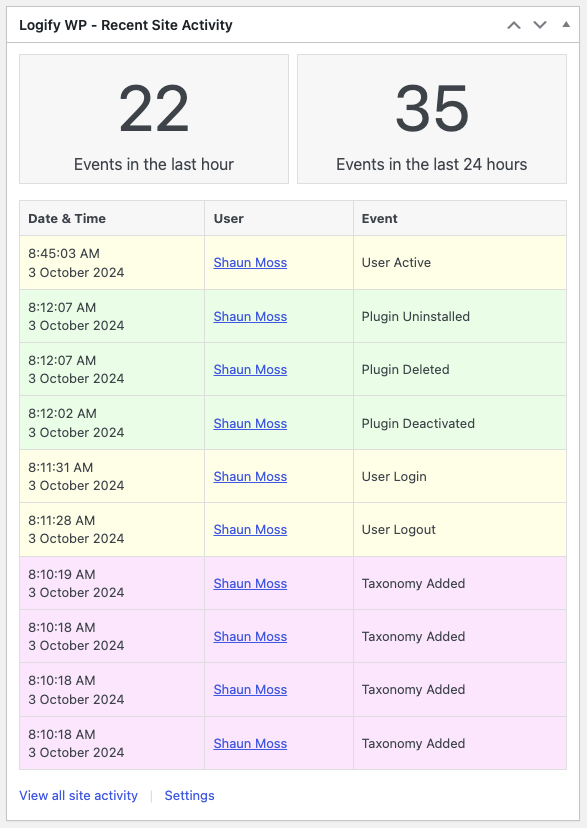 Logify WP - Recent Site Activity
22
Events in the last hour
35
Events in the last 24 hours
Date & Time User Event
8:45:03 AM
3 October 2024
Shaun Moss
User Active
8:12:07 AM
3 October 2024
Shaun Moss
Plugin Uninstalled
8:12:07 AM
3 October 2024
Shaun Moss
Plugin Deleted
8:12:02 AM
3 October 2024
Shaun Moss
Plugin Deactivated
8:11:31 AM
3 October 2024
Shaun Moss
User Login
8:11:28 AM
3 October 2024
Shaun Moss
User Logout
8:10:19 AM
3 October 2024
Shaun Moss
Taxonomy Added
8:10:18 AM
3 October 2024
Shaun Moss
Taxonomy Added
8:10:18 AM
3 October 2024
Shaun Moss
Taxonomy Added
8:10:18 AM
3 October 2024
Shaun Moss
Taxonomy Added
View all site activity | Settings